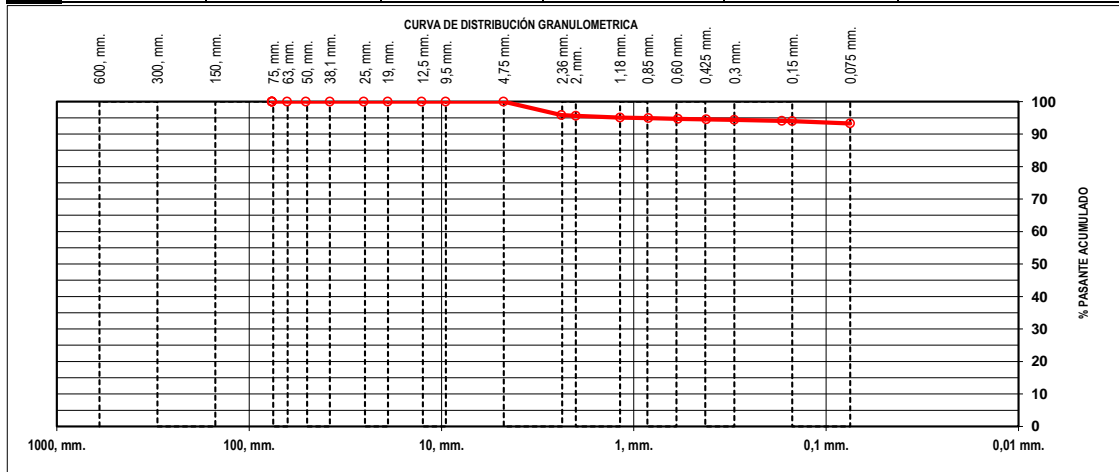 CURVA DE DISTRIBUCIÓN GRANULOMETRICA
600, mm.
300, mm.
150, mm.
75, mm.
63, mm.
50, mm.
38,1 mm.
25, mm.
19, mm.
12,5 mm.
9,5 mm.
4,75 mm.
2,36 mm.
2, mm.
1,18 mm.
0,85 mm.
0,60 mm.
0,425 mm.
0,3 mm.
0,15 mm.
0,075 mm.
100
90
80
70
60
50
40
30
20
10
0
% PASANTE ACUMULADO
1000, mm.
100, mm.
10, mm.
1, mm.
0,1 mm.
0,01 mm.